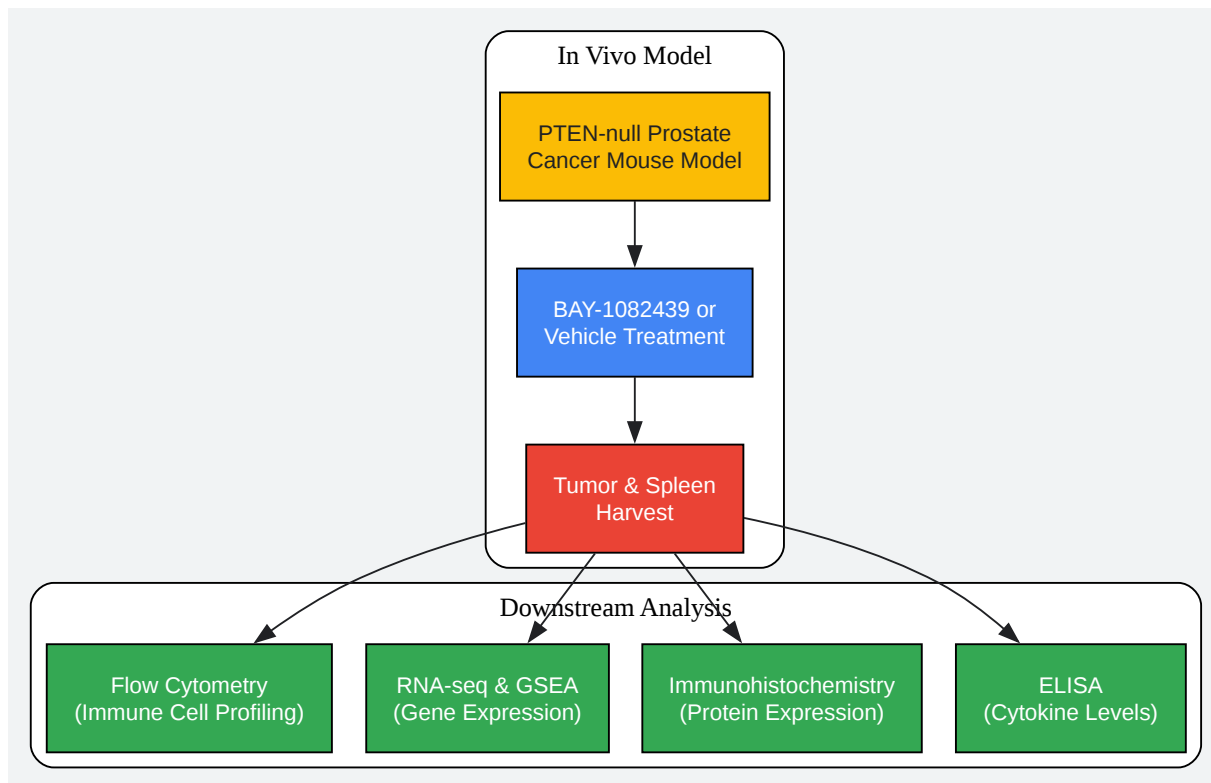 In Vivo Model
PTEN-null Prostate
Cancer Mouse Model
BAY-1082439 or
Vehicle Treatment
Tumor & Spleen
Harvest
Downstream Analysis
Flow Cytometry
(Immune Cell Profiling)
RNA-seq & GSEA
(Gene Expression)
Immunohistochemistry
(Protein Expression)
ELISA
(Cytokine Levels)